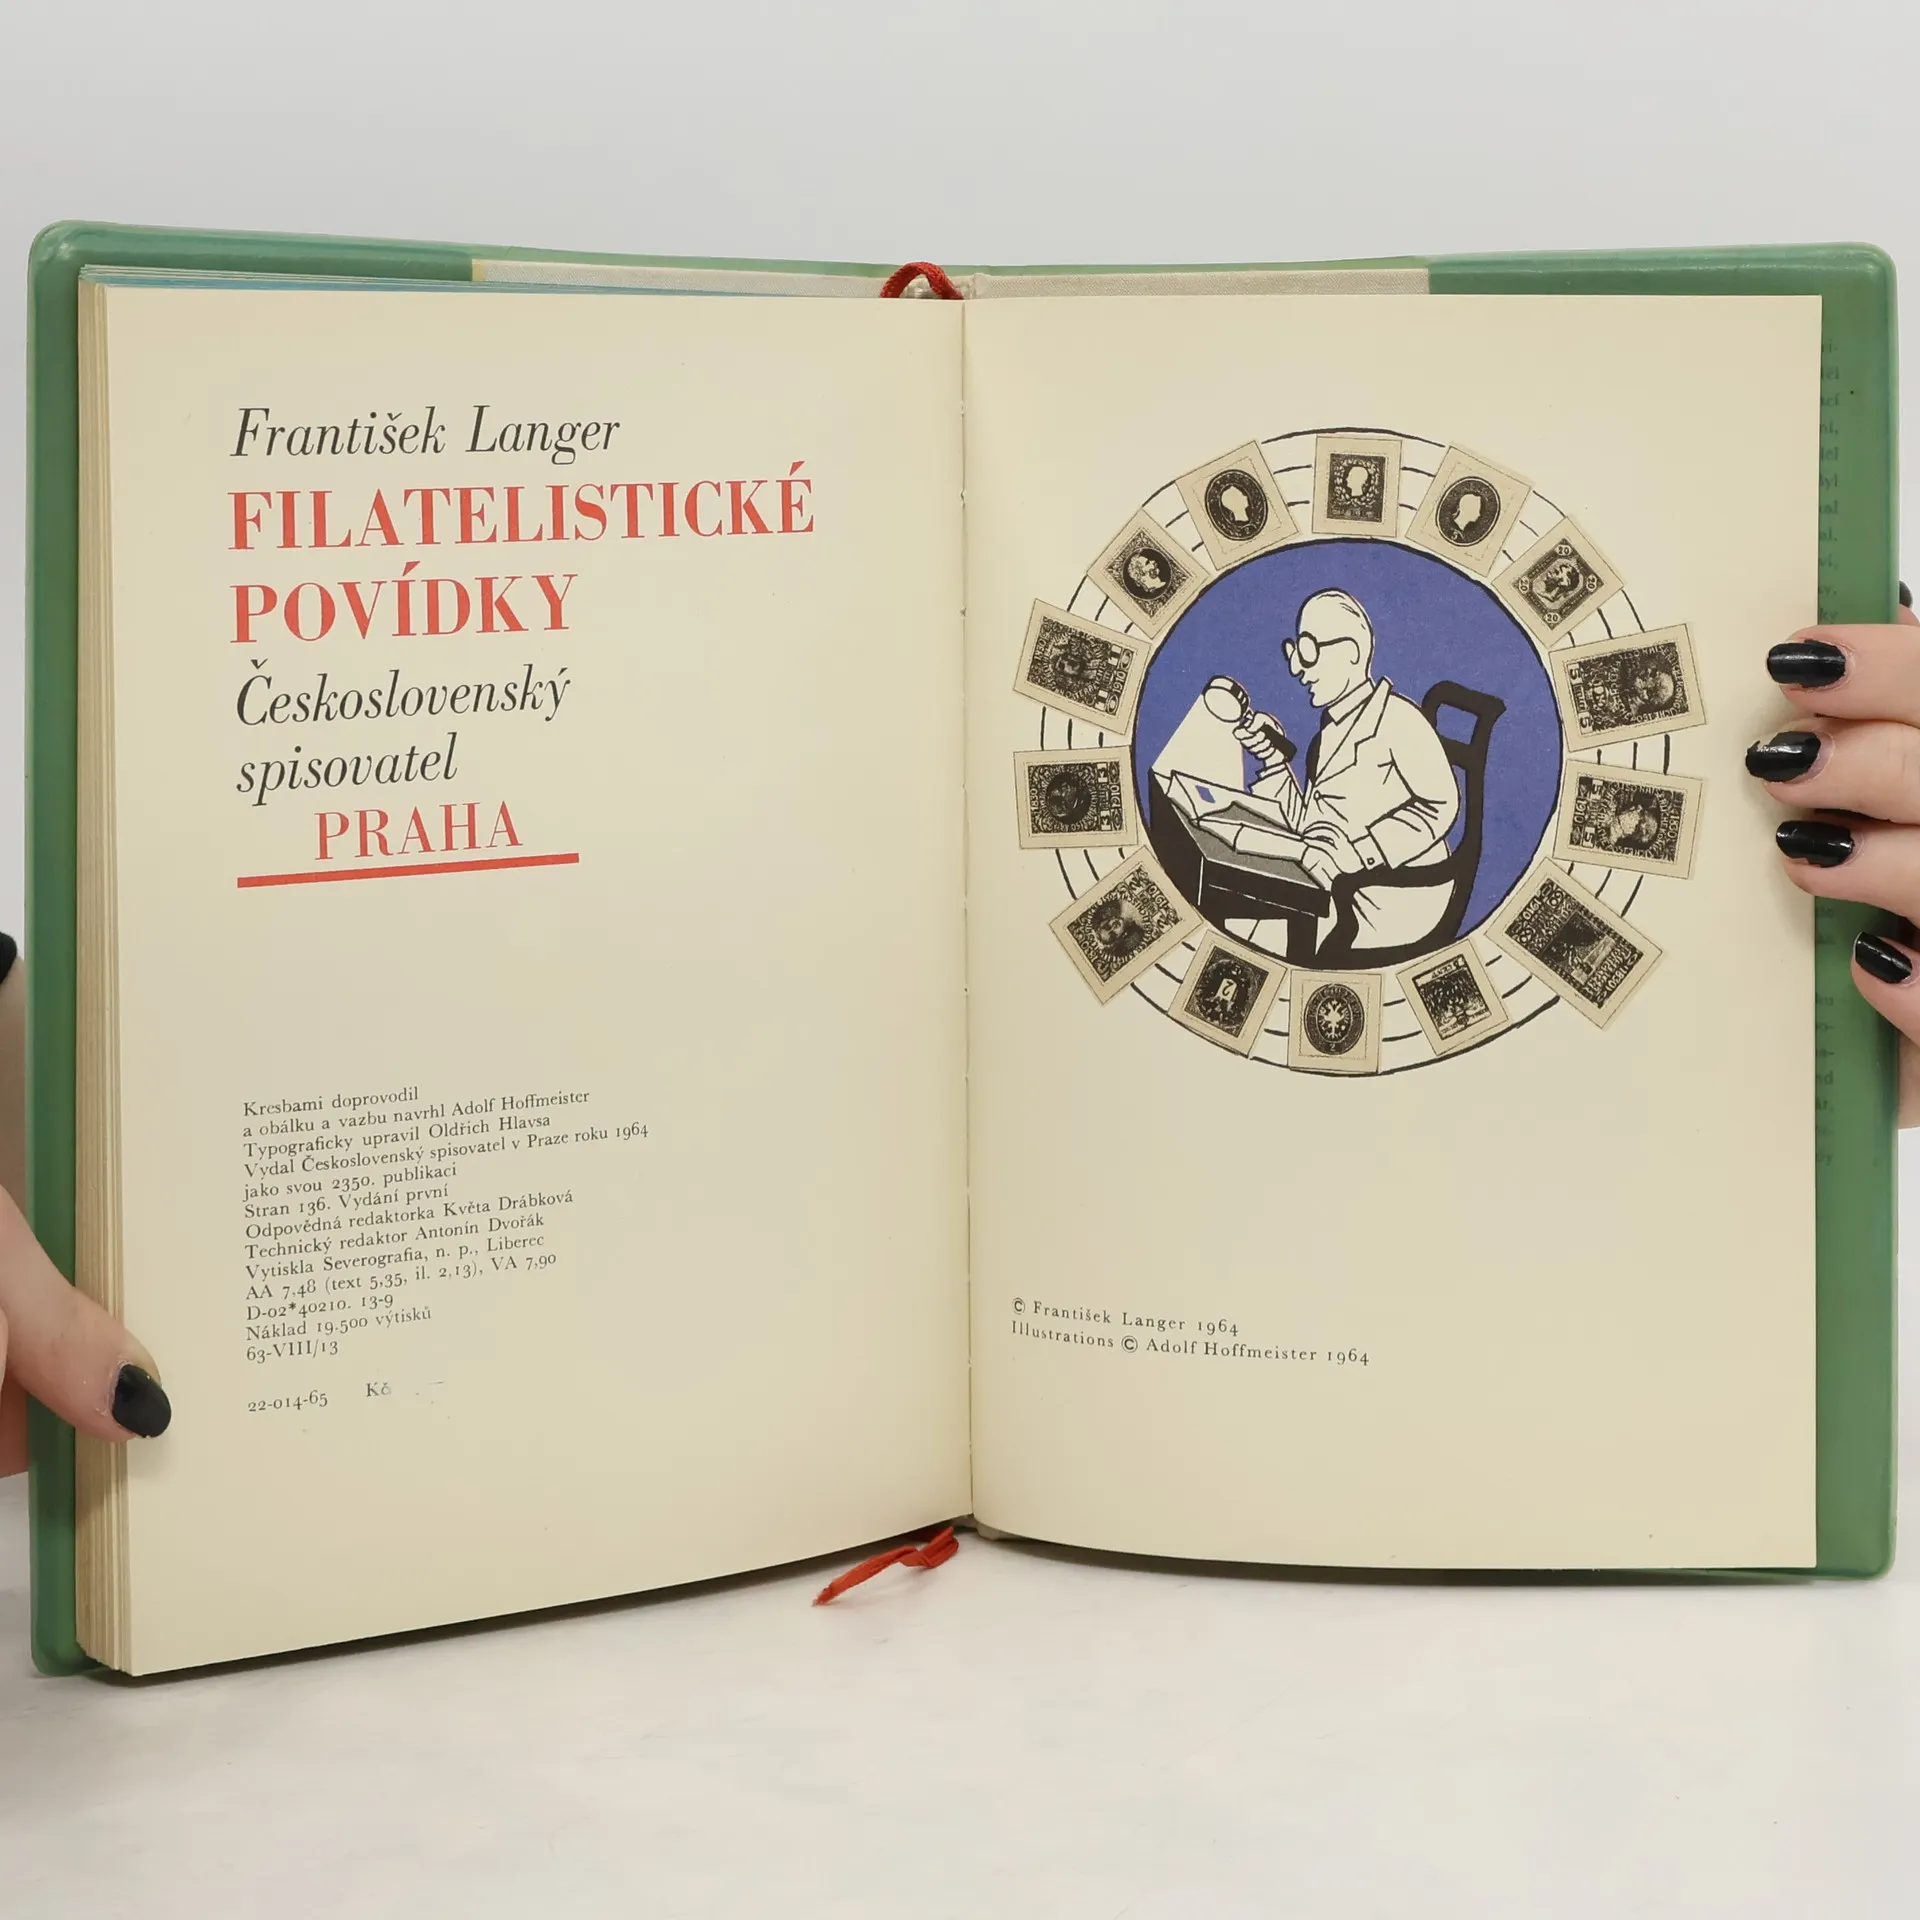 František Langer
FILATELISTICKÉ
POVÍDKY
Československý
spisovatel
PRAHA
Kresbami doprovodil
a obálku a vazbu navrhl Adolf Hoffmeister
Typograficky upravil Oldřich Hlavsa
Vydal Československý spisovatel v Praze roku 1964
jako svou 2350. publikaci
Stran 136. Vydání první
Odpovědná redaktorka Květa Drábková
Technický redaktor Antonín Dvořák
Vytiskla Severografia, n. p., Liberec
AA 7,48 (text 5,35, il. 2,13), VA 7,90
D-02*40210. 13-9
Náklad 19.500 výtisků
63-VIII/13
22-014-65 Kčs
© František Langer 1964
Illustrations © Adolf Hoffmeister 1964